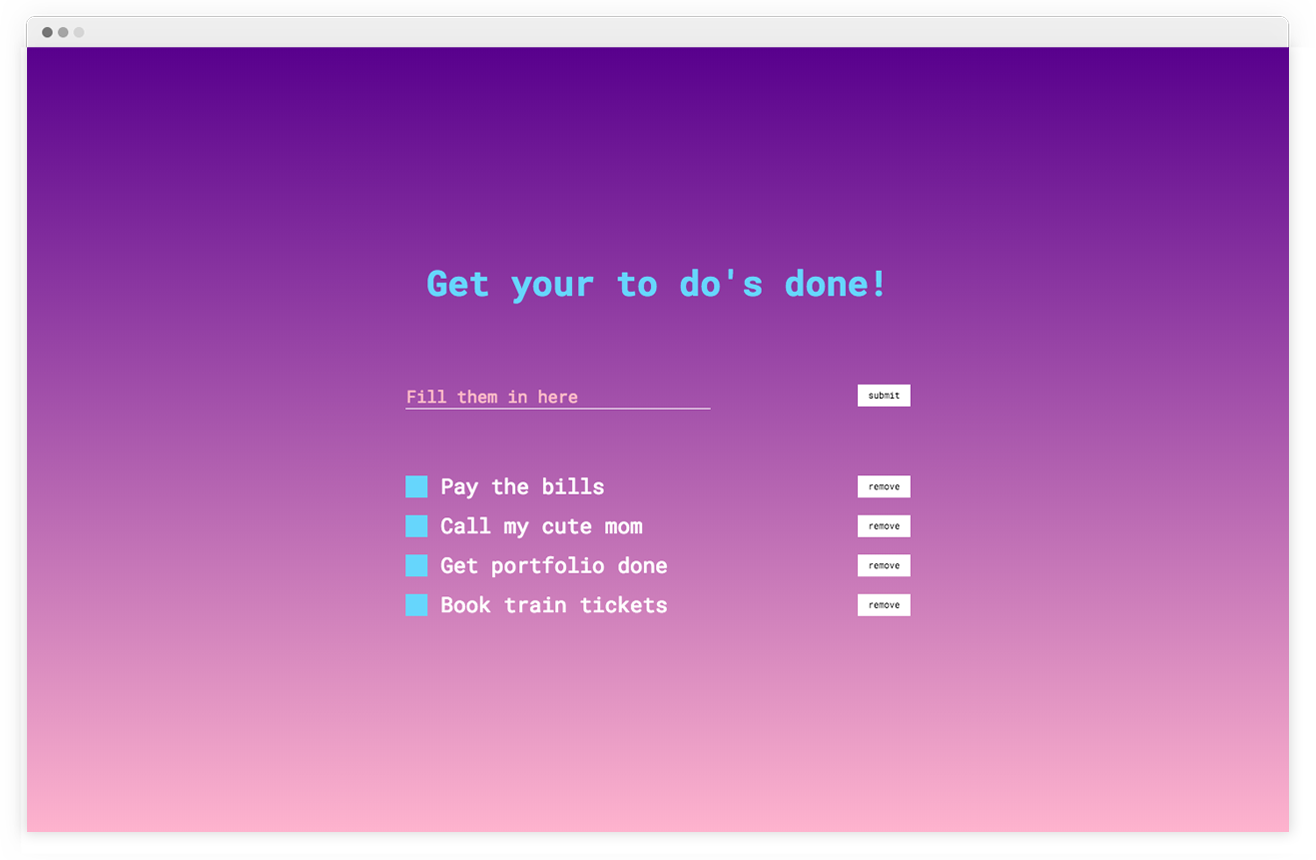 Get your to do's done!
Fill them in here
submit
Pay the bills
remove
Call my cute mom
remove
Get portfolio done
remove
Book train tickets
remove